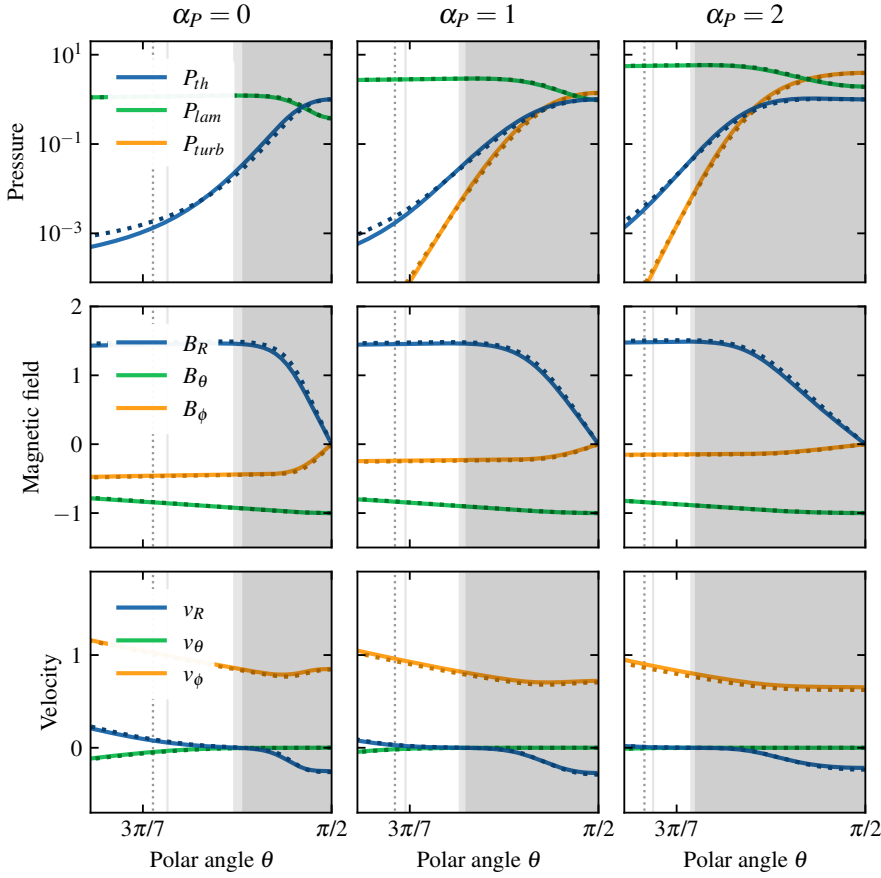 α_P = 0
α_P = 1
α_P = 2
Pressure
10^1
10^−1
10^−3
P_th
P_lam
P_turb
Magnetic field
2
1
0
−1
B_R
B_θ
B_ϕ
Velocity
1
0
v_R
v_θ
v_ϕ
3π/7
π/2
3π/7
π/2
3π/7
π/2
Polar angle θ
Polar angle θ
Polar angle θ